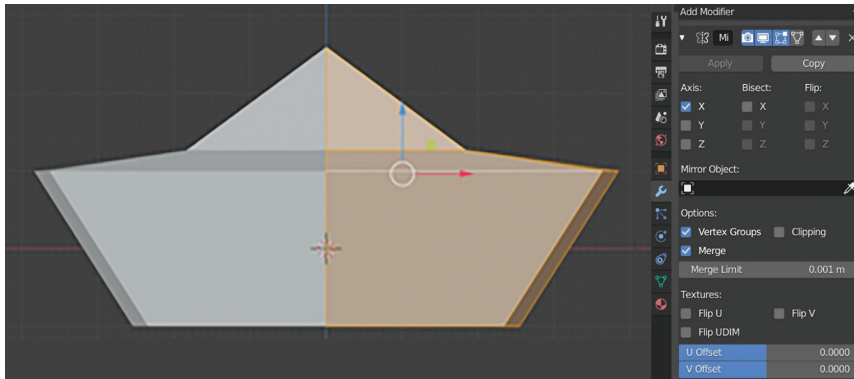 Add Modifier
Mi
Apply Copy
Axis: Bisect: Flip:
X X X
Y Y Y
Z Z Z
Mirror Object:
Options:
Vertex Groups Clipping
Merge
Merge Limit 0.001 m
Textures:
Flip U Flip V
Flip UDIM
U Offset 0.0000
V Offset 0.0000